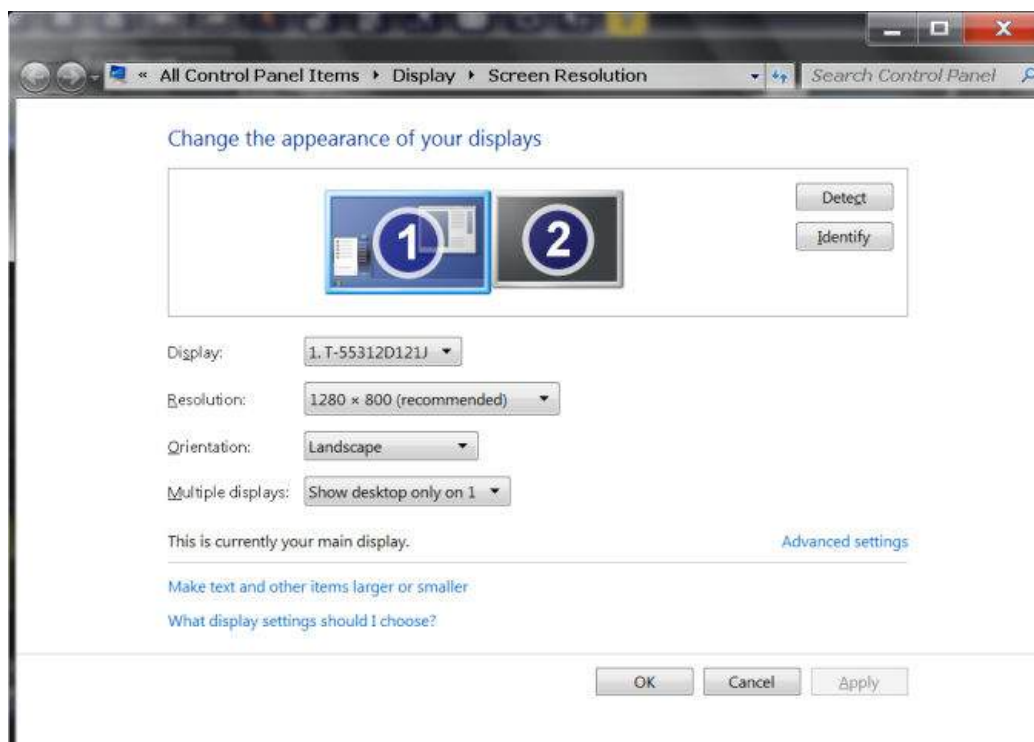 « All Control Panel Items ▸ Display ▸ Screen Resolution Search Control Panel
Change the appearance of your displays
1 2
Detect
Identify
Display: 1. T-55312D121J
Resolution: 1280 × 800 (recommended)
Orientation: Landscape
Multiple displays: Show desktop only on 1
This is currently your main display. Advanced settings
Make text and other items larger or smaller
What display settings should I choose?
OK Cancel Apply